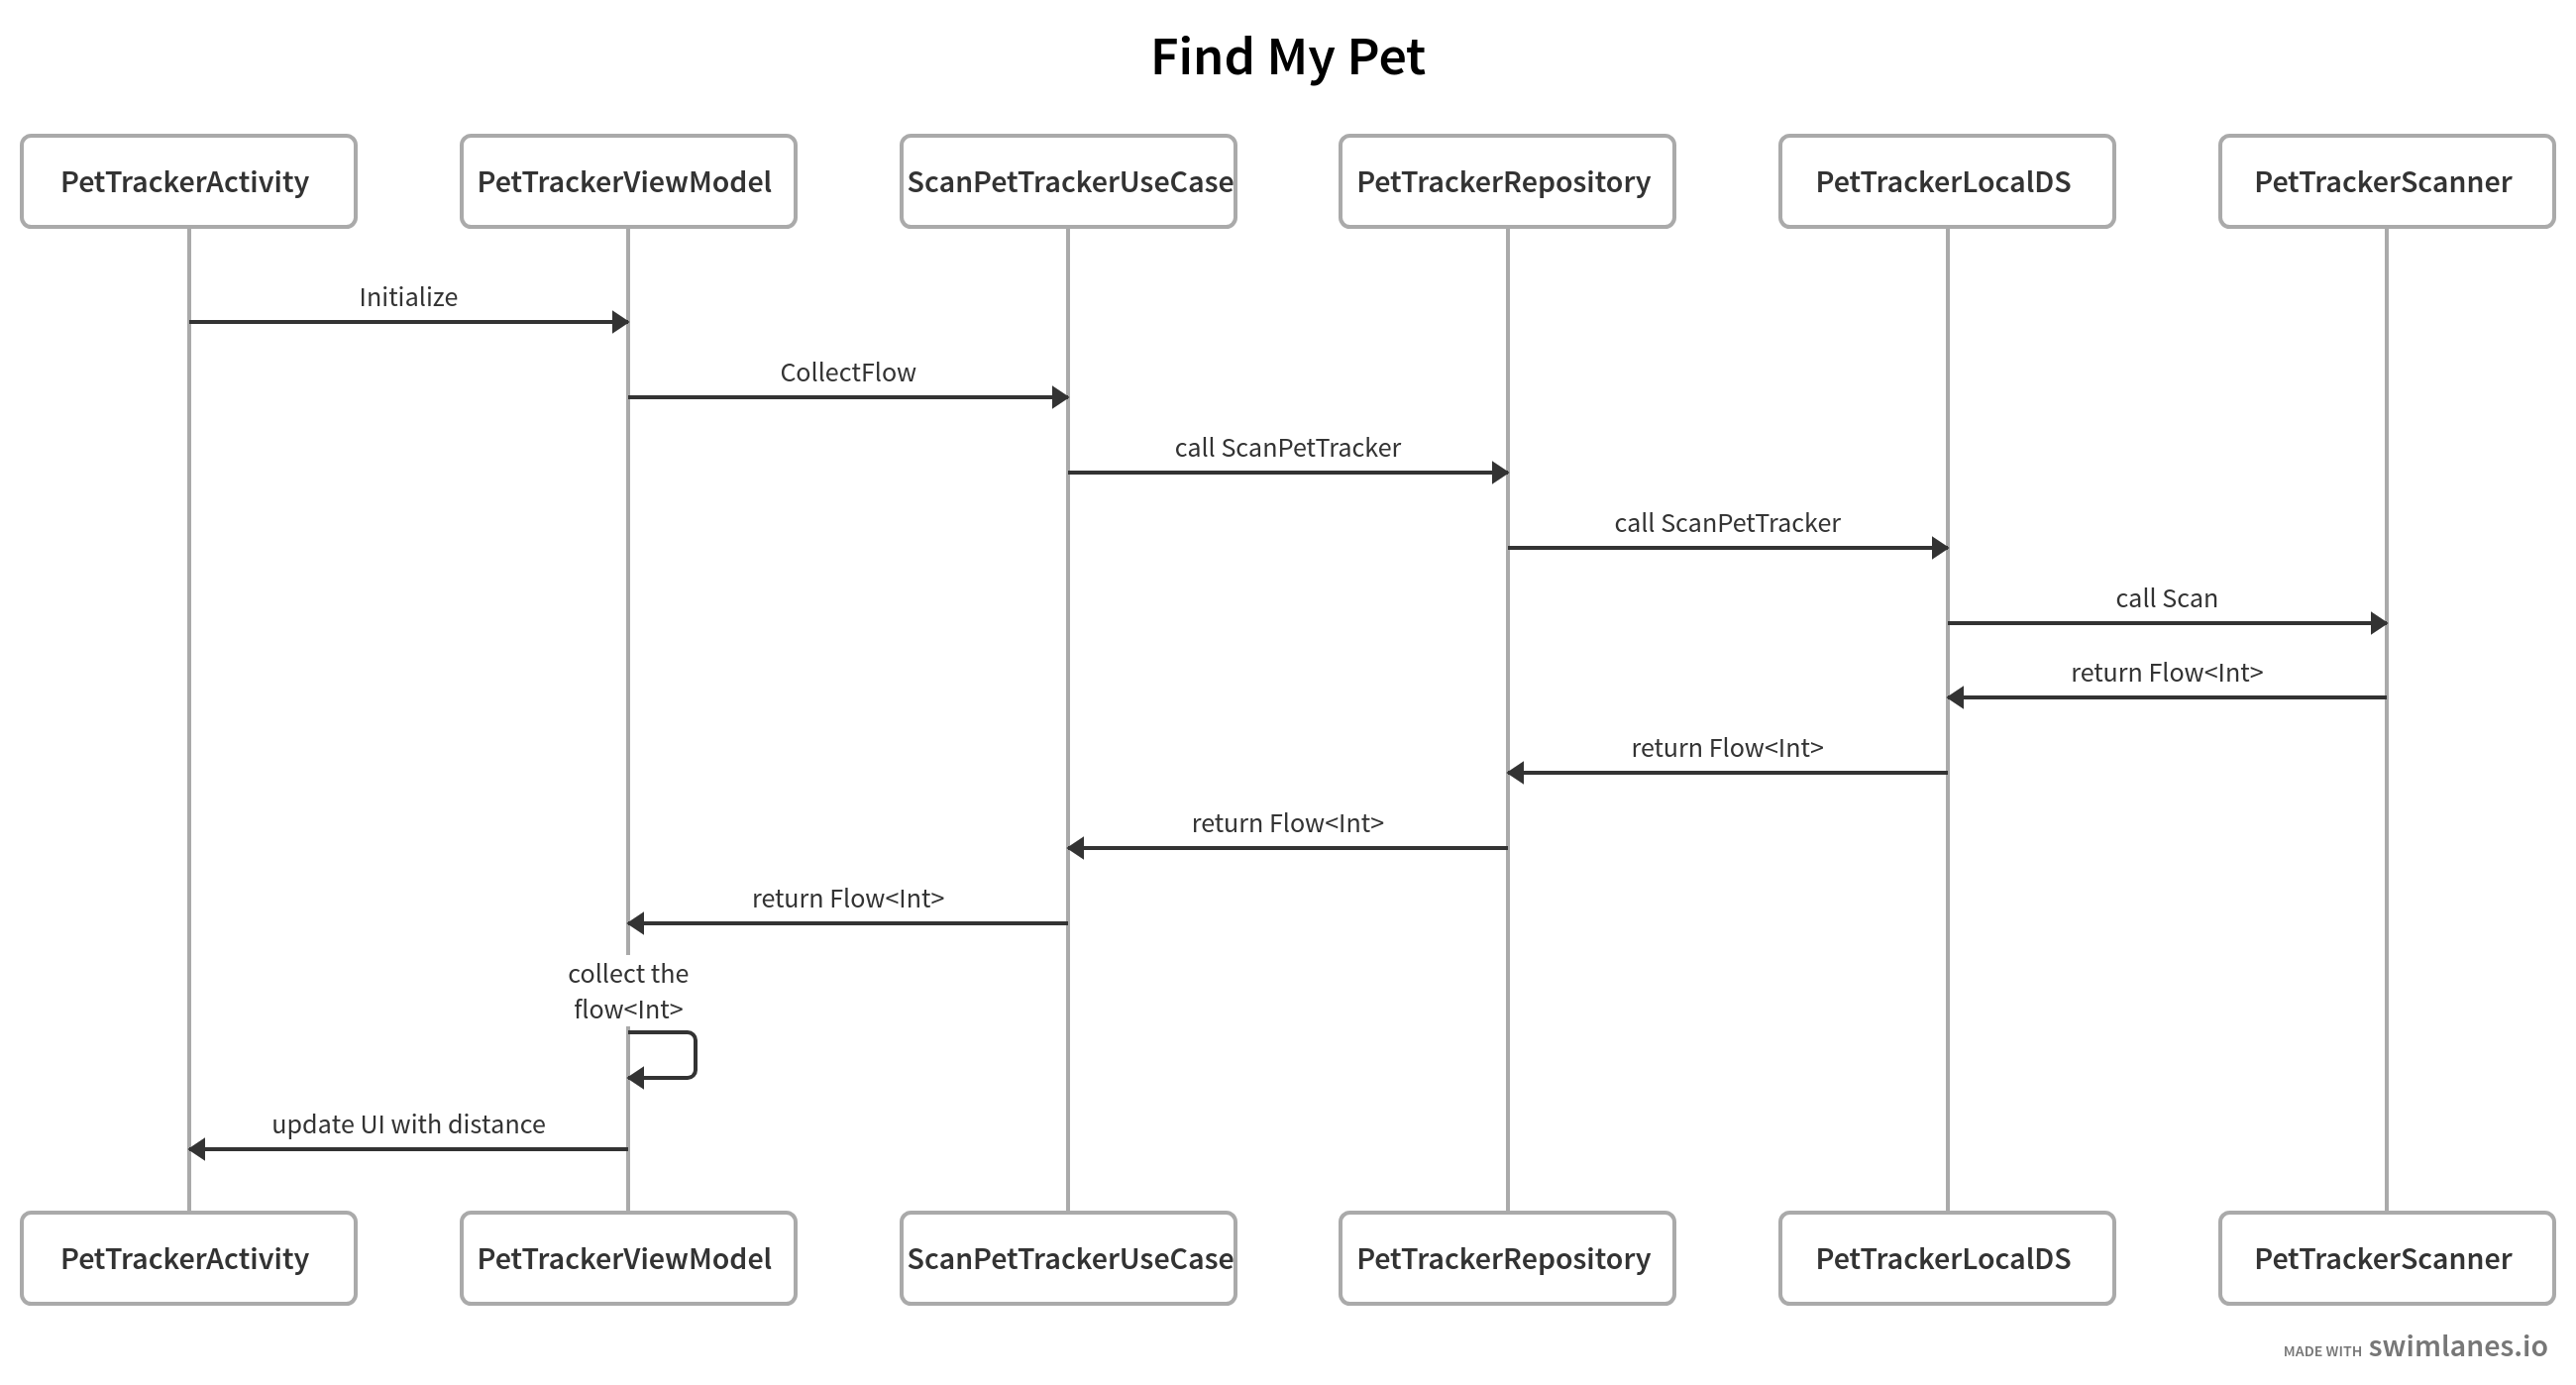 Find My Pet
PetTrackerActivity
PetTrackerViewModel
ScanPetTrackerUseCase
PetTrackerRepository
PetTrackerLocalDS
PetTrackerScanner
Initialize
CollectFlow
call ScanPetTracker
call ScanPetTracker
call Scan
return Flow<Int>
return Flow<Int>
return Flow<Int>
return Flow<Int>
collect the
flow<Int>
update UI with distance
PetTrackerActivity
PetTrackerViewModel
ScanPetTrackerUseCase
PetTrackerRepository
PetTrackerLocalDS
PetTrackerScanner
MADE WITH swimlanes.io